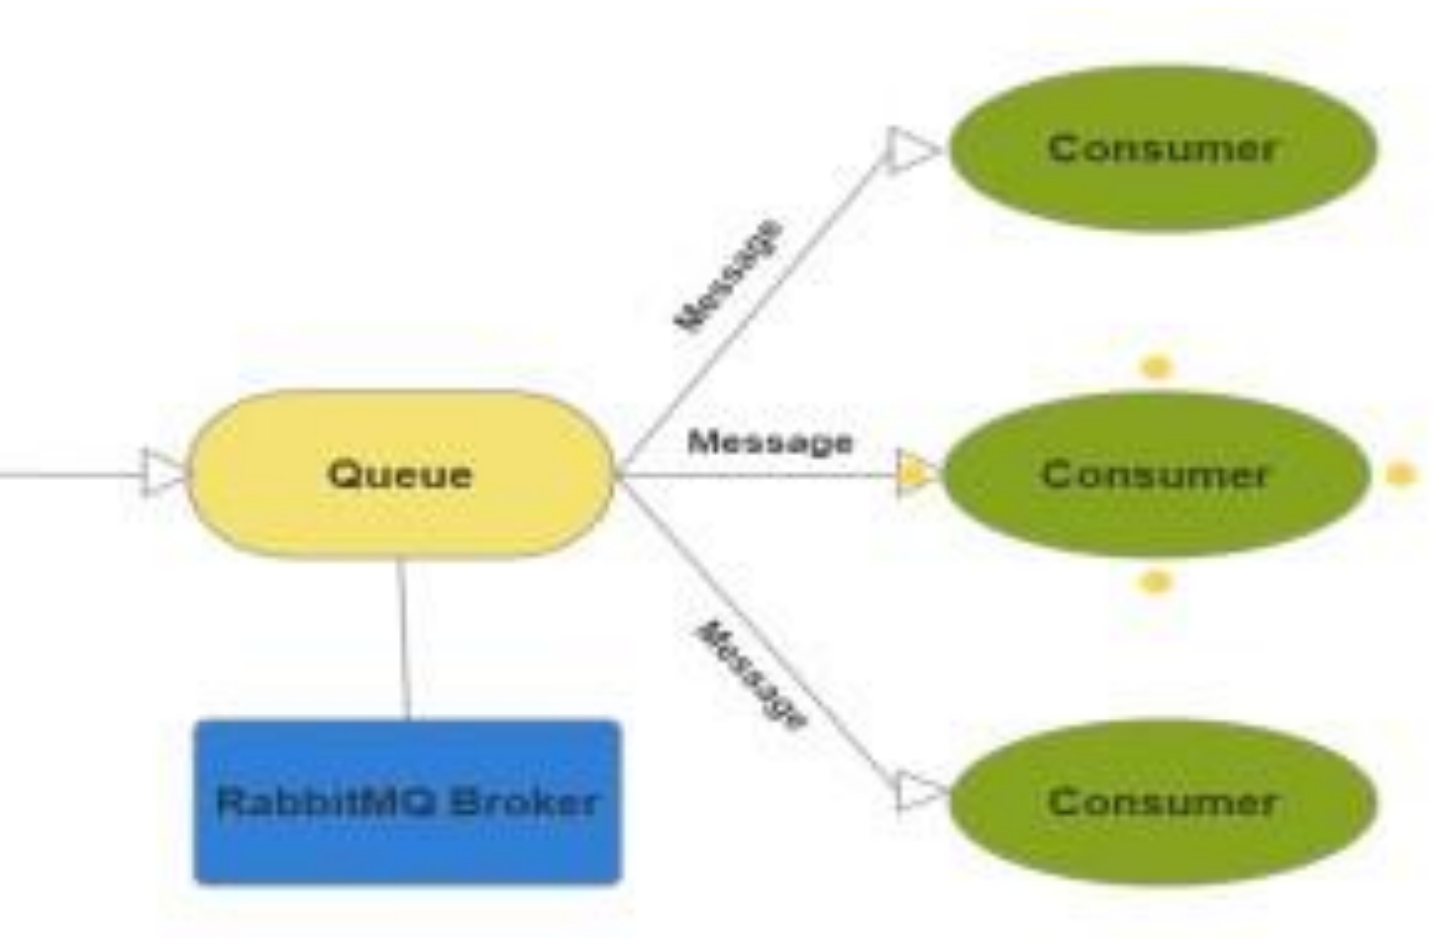 Consumer
Message
Message
Queue
Consumer
Message
RabbitMQ Broker
Consumer